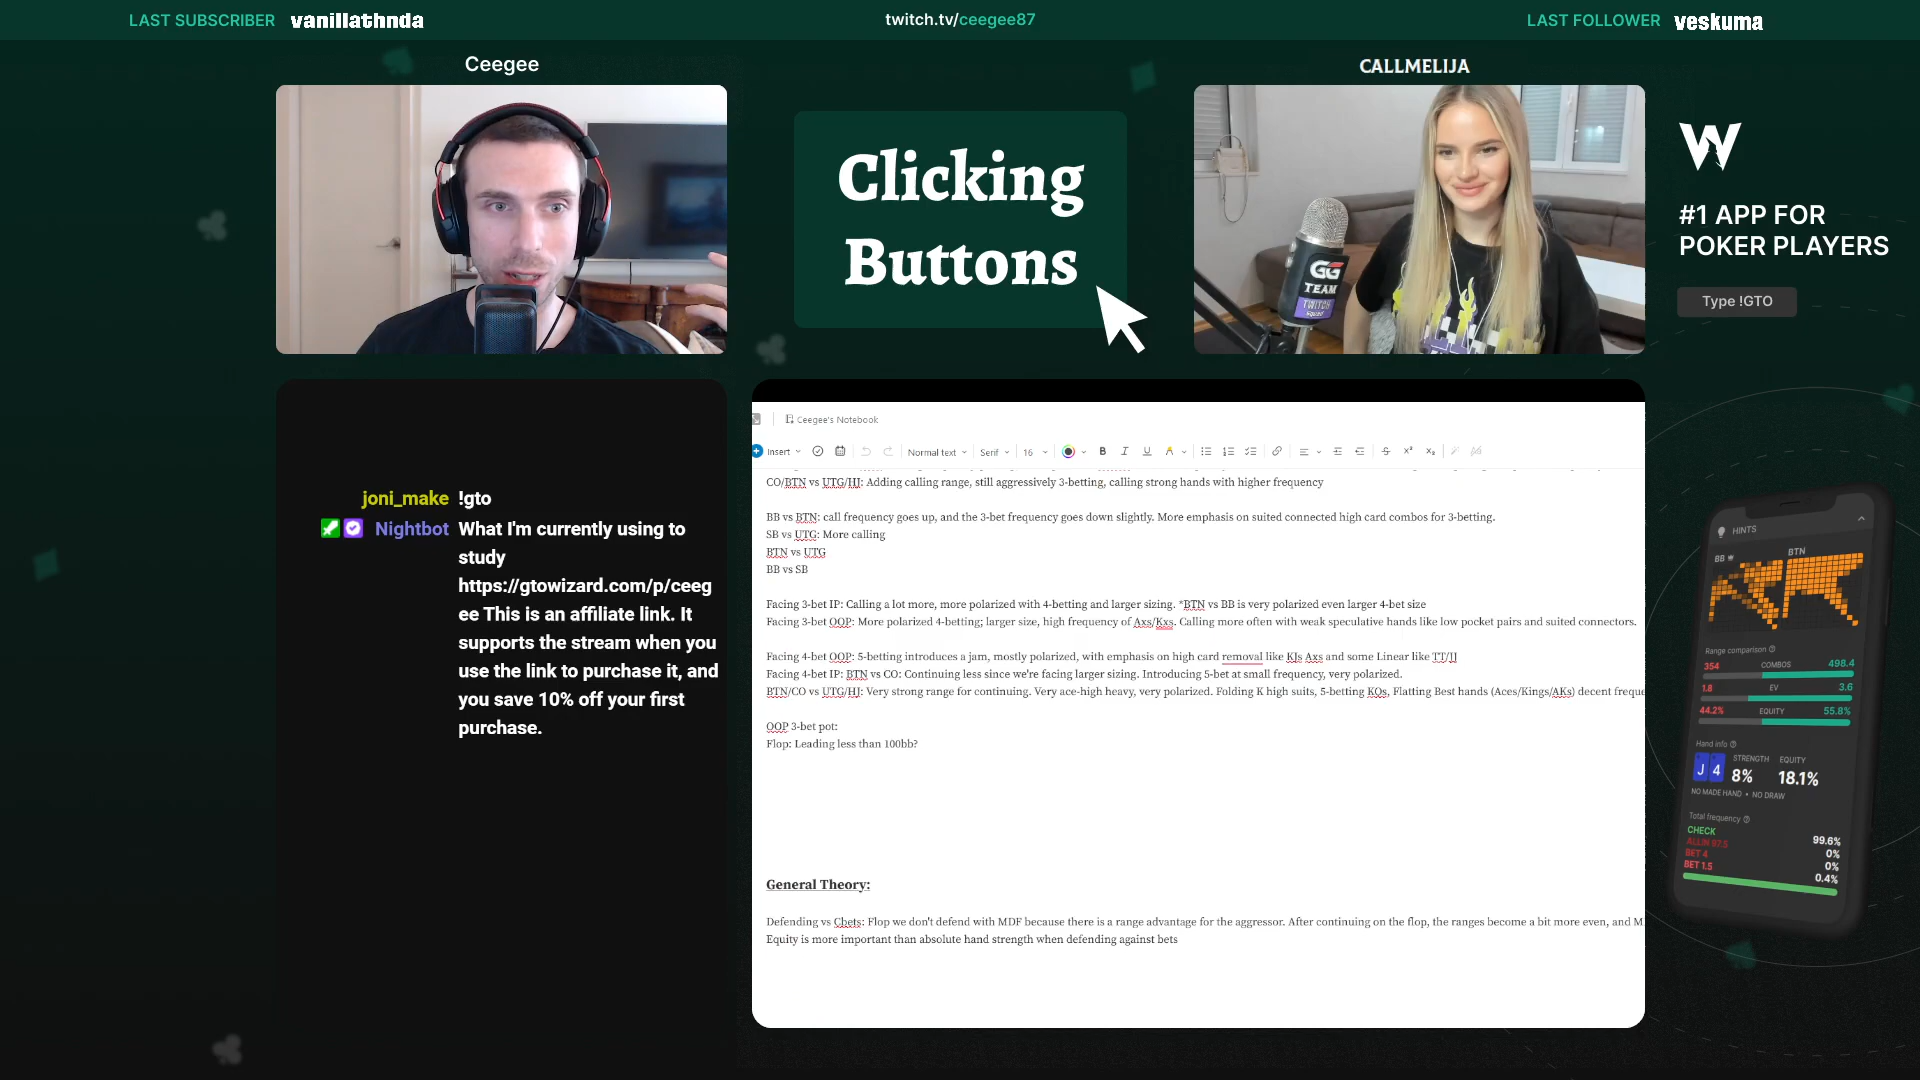 LAST SUBSCRIBER vanillathnda
twitch.tv/ceegee87
LAST FOLLOWER veskuma
Ceegee
CALLMELIJA
Clicking
Buttons
GG
TEAM
TWITCH
Squad
W
#1 APP FOR
POKER PLAYERS
Type !GTO
joni_make !gto
Nightbot What I'm currently using to
study
https://gtowizard.com/p/ceeg
ee This is an affiliate link. It
supports the stream when you
use the link to purchase it, and
you save 10% off your first
purchase.
Ceegee's Notebook
Insert Normal text Serif 16 B I U A S X² X₂
CO/BTN vs UTG/HJ: Adding calling range, still aggressively 3-betting, calling strong hands with higher frequency
BB vs BTN: call frequency goes up, and the 3-bet frequency goes down slightly. More emphasis on suited connected high card combos for 3-betting.
SB vs UTG: More calling
BTN vs UTG
BB vs SB
Facing 3-bet IP: Calling a lot more, more polarized with 4-betting and larger sizing. *BTN vs BB is very polarized even larger 4-bet size
Facing 3-bet OOP: More polarized 4-betting; larger size, high frequency of Axs/Kxs. Calling more often with weak speculative hands like low pocket pairs and suited connectors.
Facing 4-bet OOP: 5-betting introduces a jam, mostly polarized, with emphasis on high card removal like KJs Axs and some Linear like TT/JJ
Facing 4-bet IP: BTN vs CO: Continuing less since we're facing larger sizing. Introducing 5-bet at small frequency, very polarized.
BTN/CO vs UTG/HJ: Very strong range for continuing. Very ace-high heavy, very polarized. Folding K high suits, 5-betting KQs, Flatting Best hands (Aces/Kings/AKs) decent freque
OOP 3-bet pot:
Flop: Leading less than 100bb?
General Theory:
Defending vs Cbets: Flop we don't defend with MDF because there is a range advantage for the aggressor. After continuing on the flop, the ranges become a bit more even, and M
Equity is more important than absolute hand strength when defending against bets
HINTS
BB BTN
Range comparison
354 COMBOS 498.4
1.8 EV 3.6
44.2% EQUITY 55.8%
Hand info
J 4 STRENGTH EQUITY
8% 18.1%
NO MADE HAND • NO DRAW
Total frequency
CHECK 99.6%
ALLIN 97.5 0%
BET 4 0%
BET 1.5 0.4%